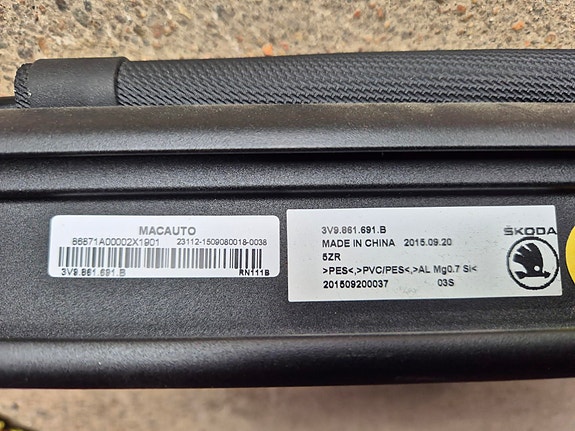 MACAUTO
86871A00002X1901 23112-1509080018-0038
3V9.861.691.B RN111B
3V9.861.691.B
MADE IN CHINA 2015.09.20
5ZR
>PES<,>PVC/PES<,>AL Mg0.7 Si<
201509200037 03S
ŠKODA